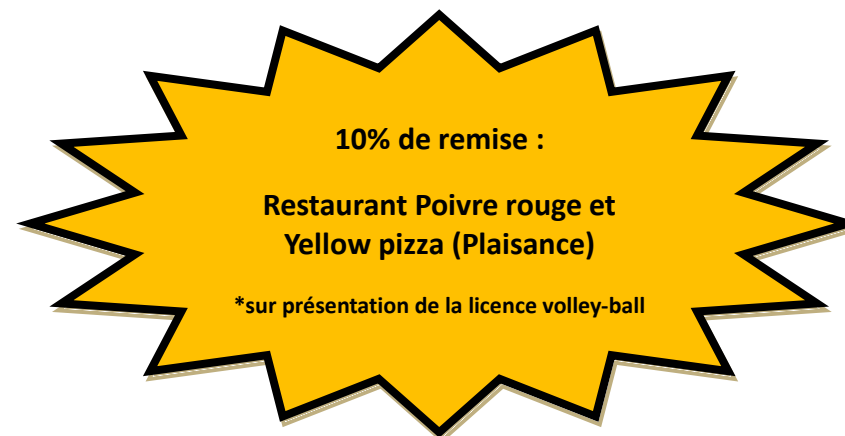 10% de remise :
Restaurant Poivre rouge et
Yellow pizza (Plaisance)
*sur présentation de la licence volley-ball